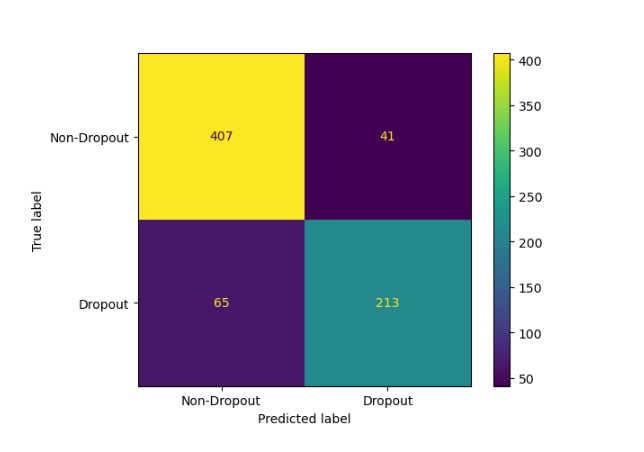 True label
Non-Dropout
Dropout
407
41
65
213
Non-Dropout
Dropout
Predicted label
400
350
300
250
200
150
100
50